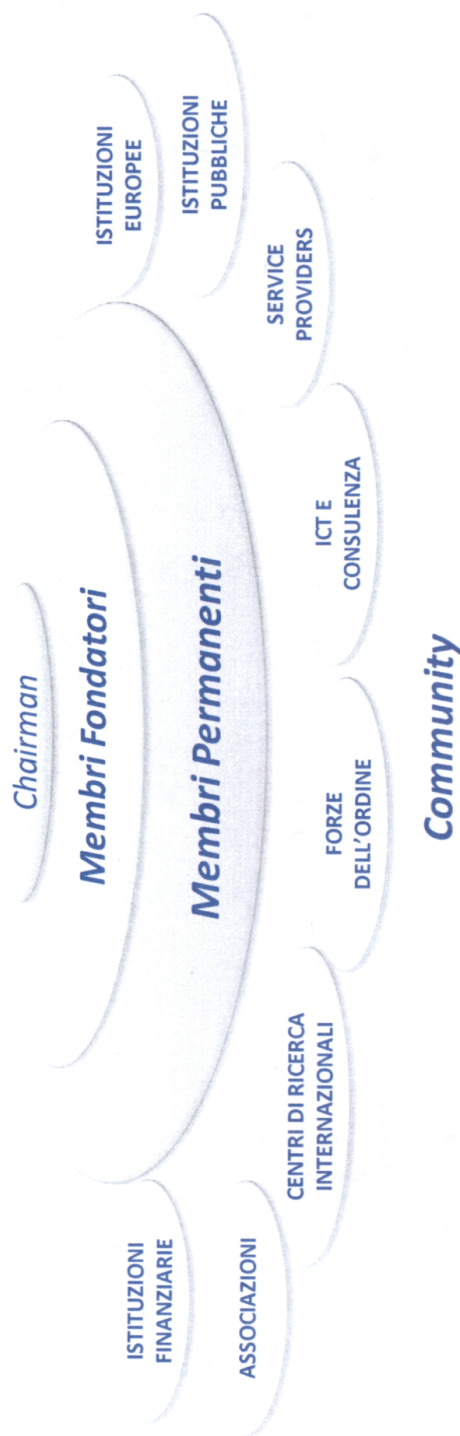 Chairman
Membri Fondatori
Membri Permanenti
ISTITUZIONI
FINANZIARIE
ASSOCIAZIONI
CENTRI DI RICERCA
INTERNAZIONALI
FORZE
DELL'ORDINE
ICT E
CONSULENZA
SERVICE
PROVIDERS
ISTITUZIONI
PUBBLICHE
ISTITUZIONI
EUROPEE
Community